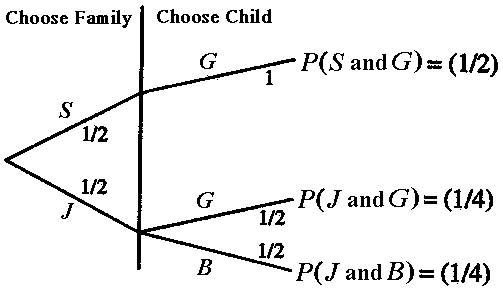 Choose Family
Choose Child
S
1/2
G
1
P(S and G) = (1/2)
1/2
J
G
1/2
P(J and G) = (1/4)
1/2
B
P(J and B) = (1/4)